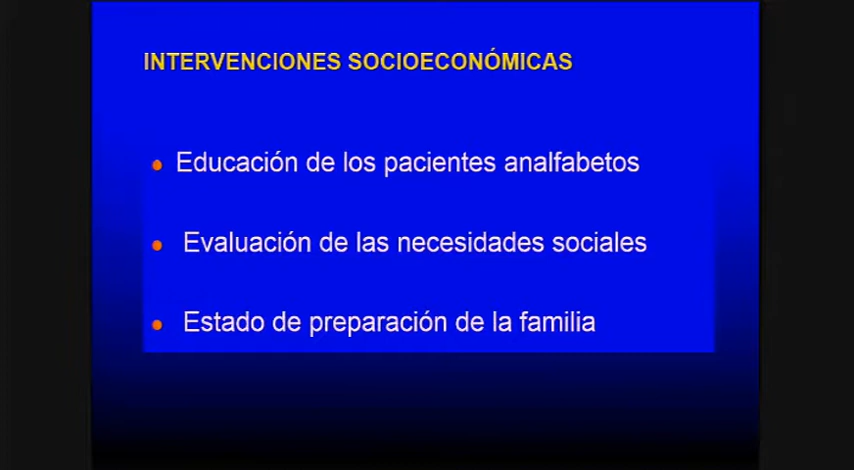 INTERVENCIONES SOCIOECONÓMICAS
Educación de los pacientes analfabetos
Evaluación de las necesidades sociales
Estado de preparación de la familia